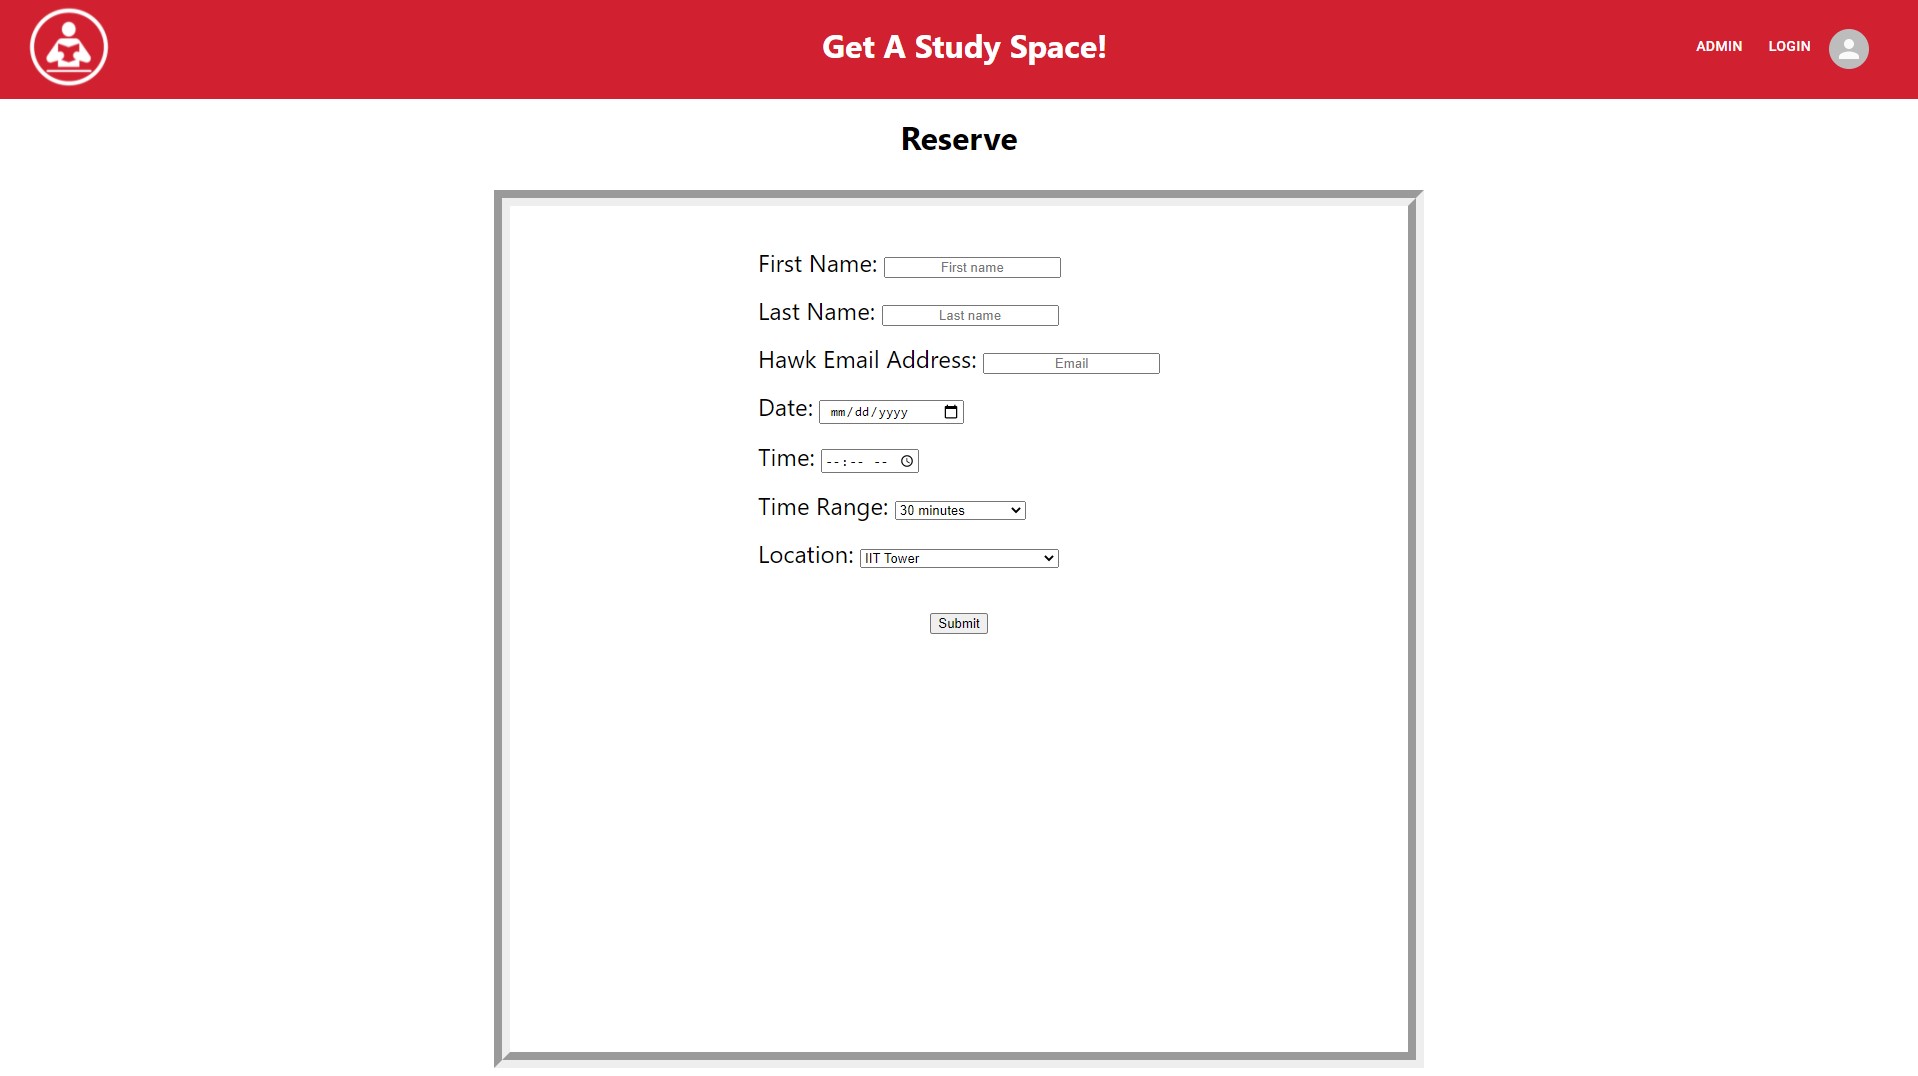 Get A Study Space!
ADMIN LOGIN
Reserve
First Name: First name
Last Name: Last name
Hawk Email Address: Email
Date: mm/dd/yyyy
Time: --:-- --
Time Range: 30 minutes
Location: IIT Tower
Submit